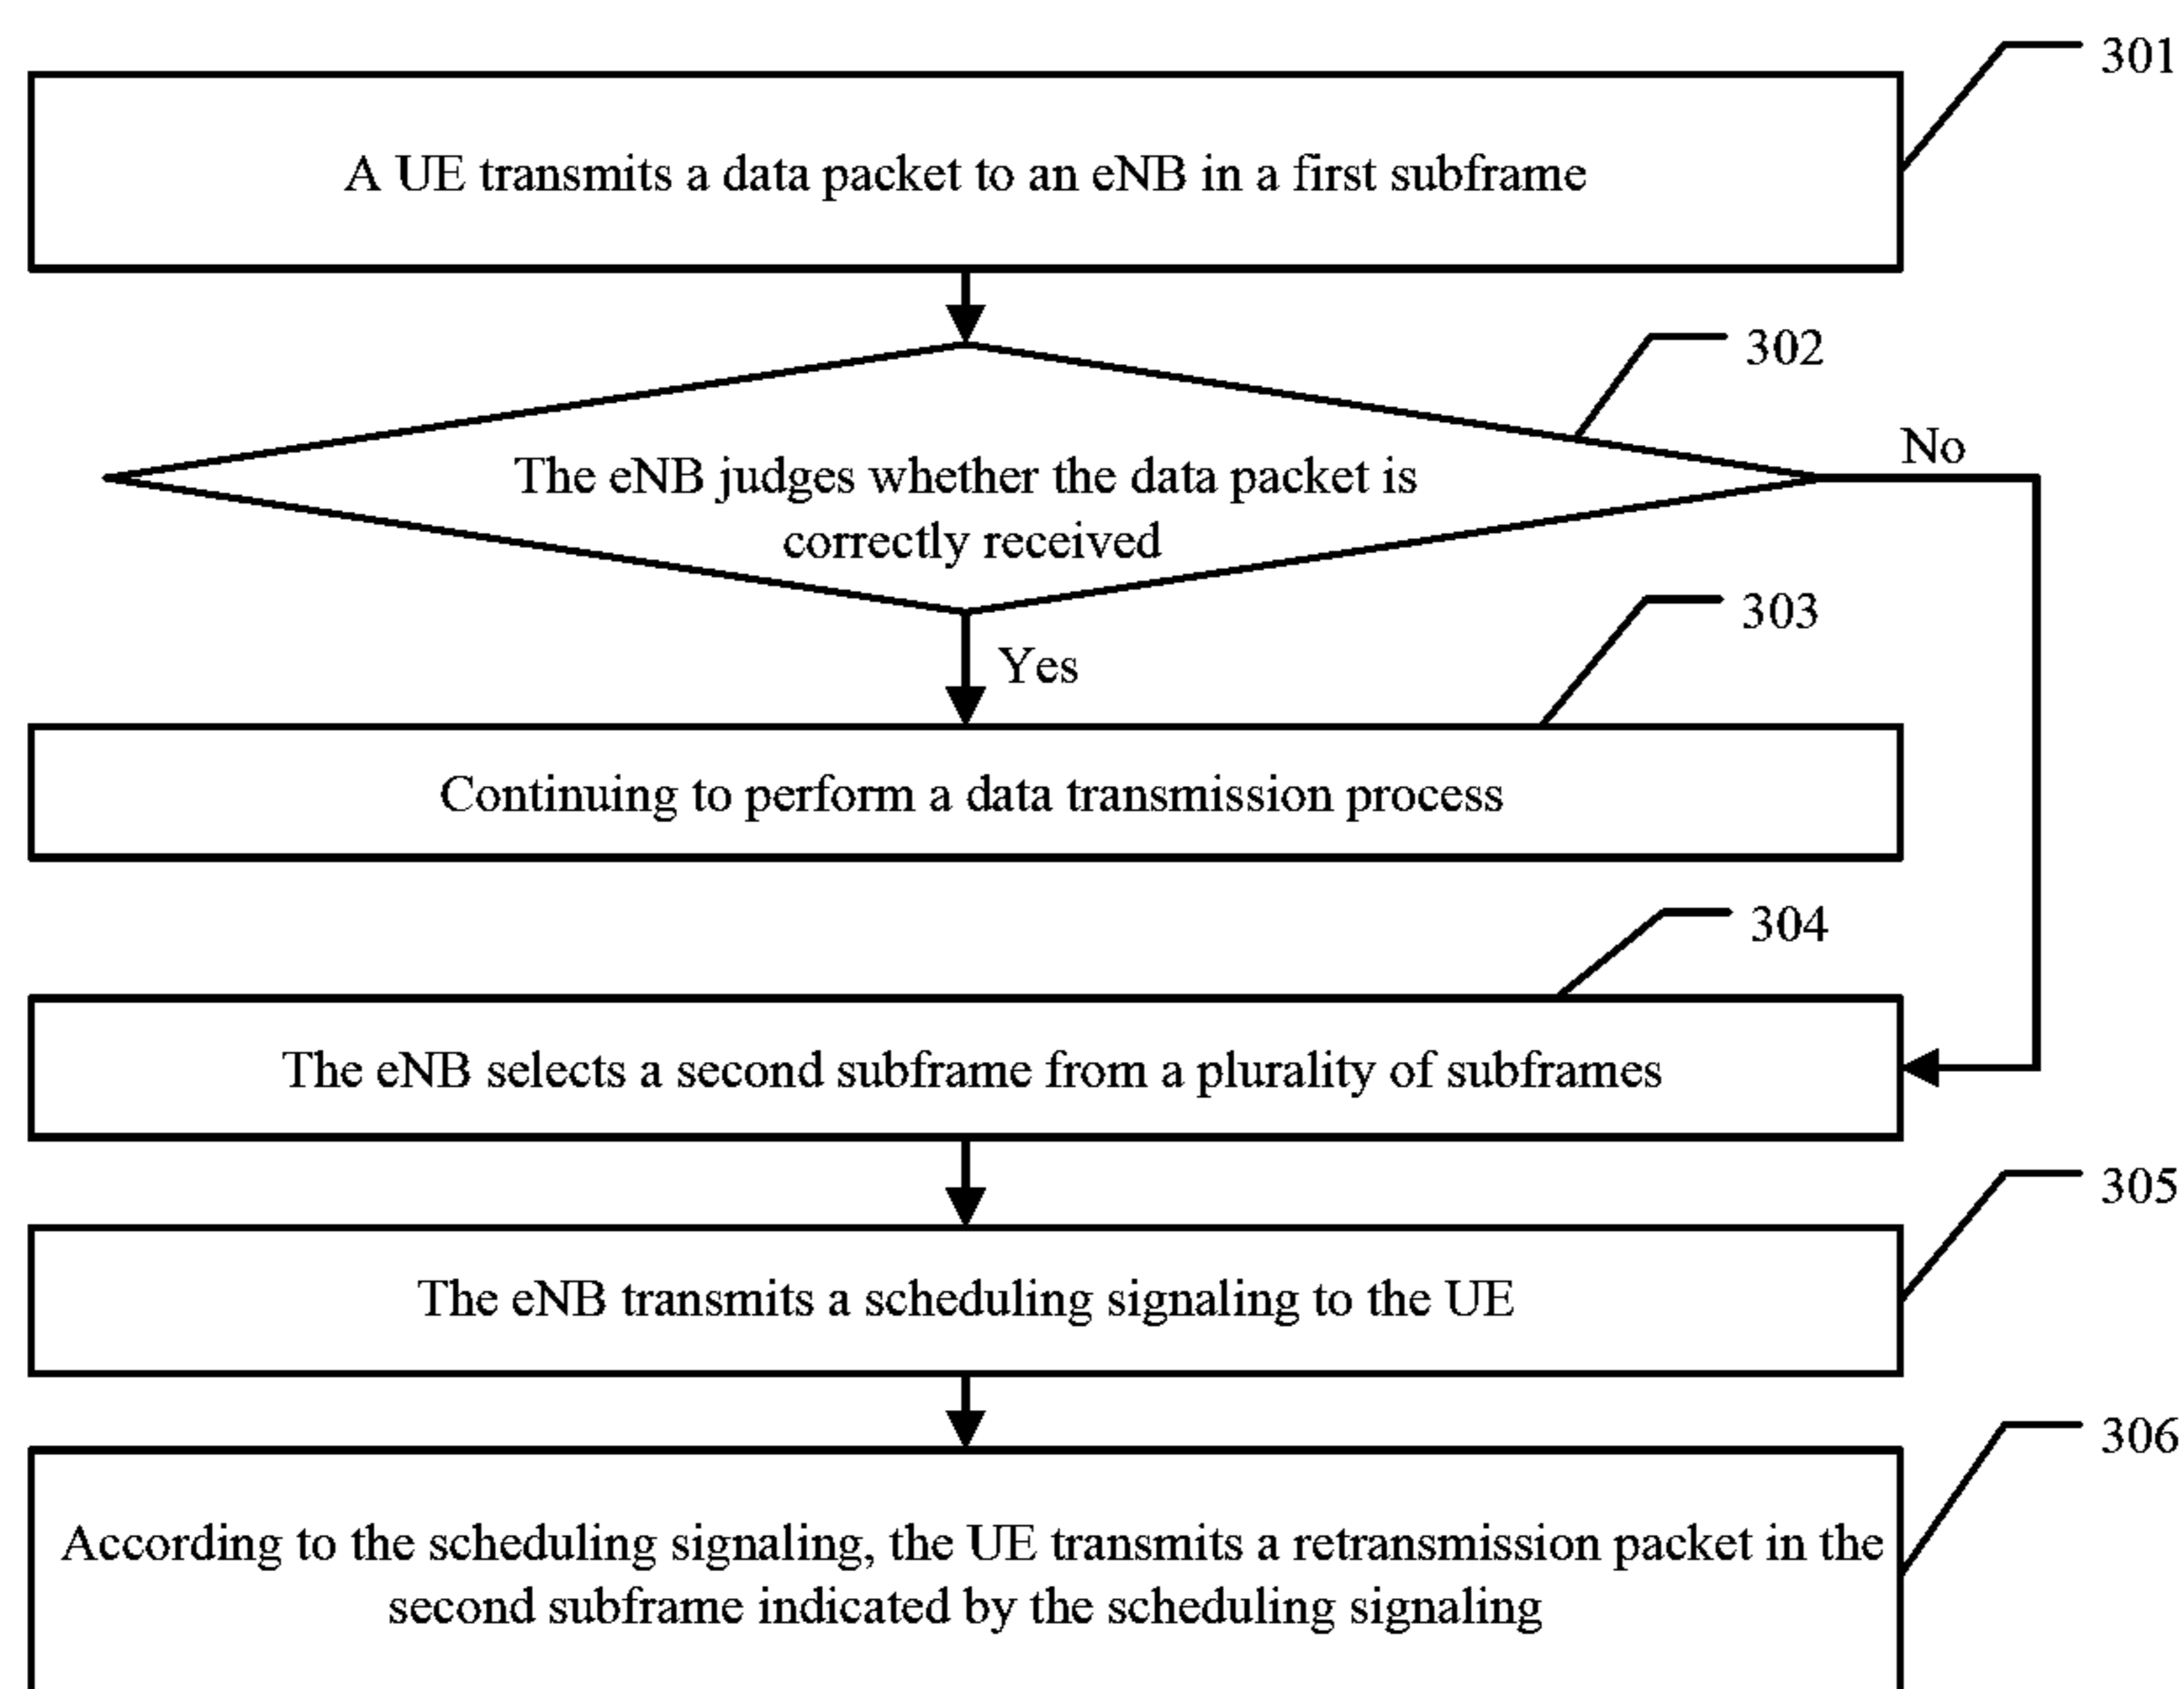 301
A UE transmits a data packet to an eNB in a first subframe
302
No
The eNB judges whether the data packet is
correctly received
303
Yes
Continuing to perform a data transmission process
304
The eNB selects a second subframe from a plurality of subframes
305
The eNB transmits a scheduling signaling to the UE
306
According to the scheduling signaling, the UE transmits a retransmission packet in the
second subframe indicated by the scheduling signaling